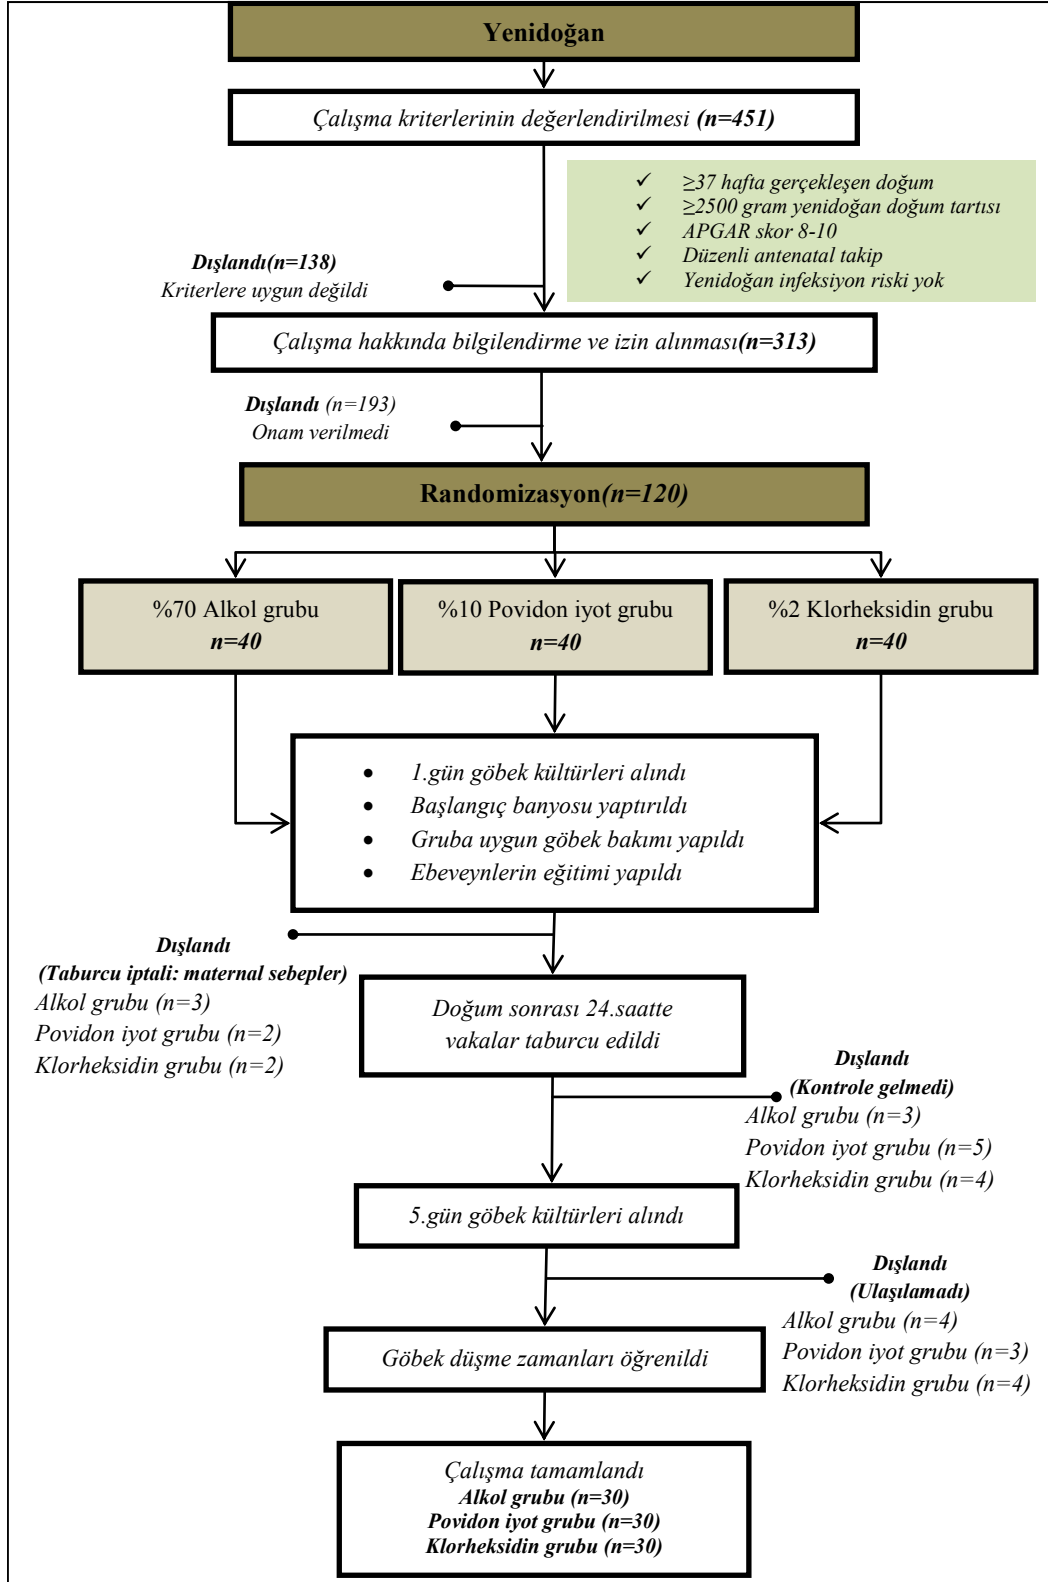 Yenidoğan
Çalışma kriterlerinin değerlendirilmesi (n=451)
✓ ≥37 hafta gerçekleşen doğum
✓ ≥2500 gram yenidoğan doğum tartısı
✓ APGAR skor 8-10
✓ Düzenli antenatal takip
✓ Yenidoğan infeksiyon riski yok
Dışlandı(n=138)
Kriterlere uygun değildi
Çalışma hakkında bilgilendirme ve izin alınması(n=313)
Dışlandı (n=193)
Onam verilmedi
Randomizasyon(n=120)
%70 Alkol grubu
n=40
%10 Povidon iyot grubu
n=40
%2 Klorheksidin grubu
n=40
• 1.gün göbek kültürleri alındı
• Başlangıç banyosu yaptırıldı
• Gruba uygun göbek bakımı yapıldı
• Ebeveynlerin eğitimi yapıldı
Dışlandı
(Taburcu iptali: maternal sebepler)
Alkol grubu (n=3)
Povidon iyot grubu (n=2)
Klorheksidin grubu (n=2)
Doğum sonrası 24.saatte
vakalar taburcu edildi
Dışlandı
(Kontrole gelmedi)
Alkol grubu (n=3)
Povidon iyot grubu (n=5)
Klorheksidin grubu (n=4)
5.gün göbek kültürleri alındı
Dışlandı
(Ulaşılamadı)
Alkol grubu (n=4)
Povidon iyot grubu (n=3)
Klorheksidin grubu (n=4)
Göbek düşme zamanları öğrenildi
Çalışma tamamlandı
Alkol grubu (n=30)
Povidon iyot grubu (n=30)
Klorheksidin grubu (n=30)